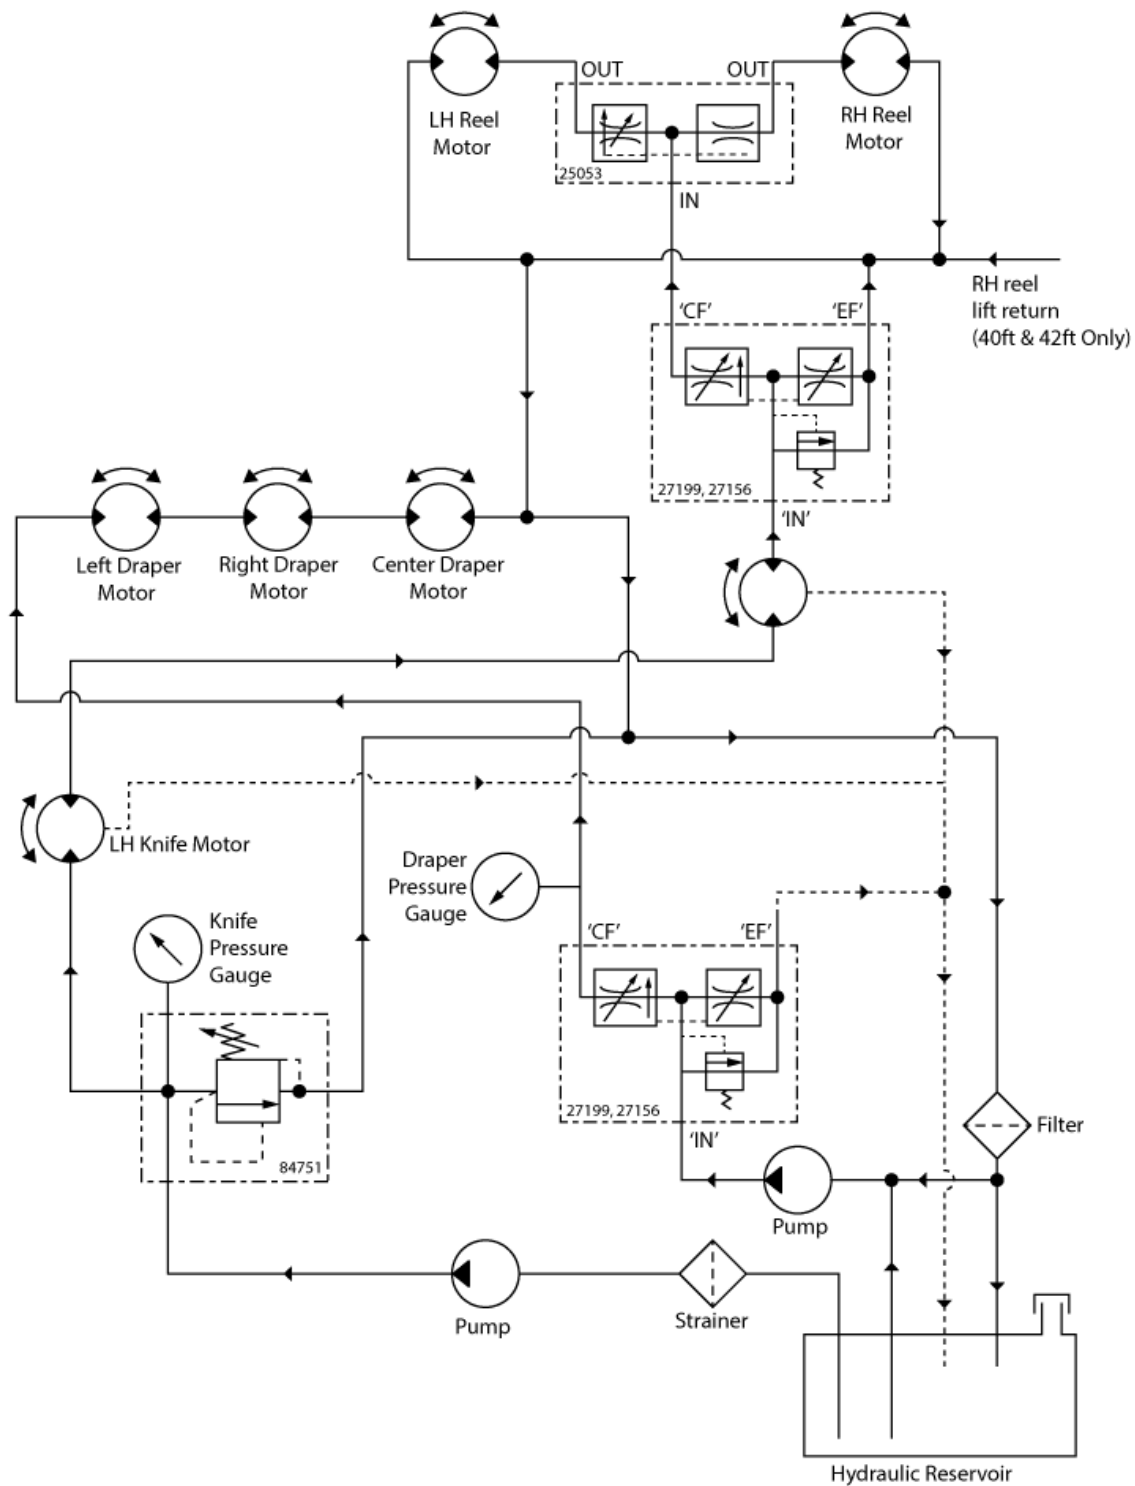 OUT
OUT
LH Reel
Motor
RH Reel
Motor
25053
IN
RH reel
lift return
(40ft & 42ft Only)
‘CF’
‘EF’
27199, 27156
‘IN’
Left Draper
Motor
Right Draper
Motor
Center Draper
Motor
LH Knife Motor
Draper
Pressure
Gauge
Knife
Pressure
Gauge
‘CF’
‘EF’
27199, 27156
‘IN’
84751
Filter
Pump
Pump
Strainer
Hydraulic Reservoir